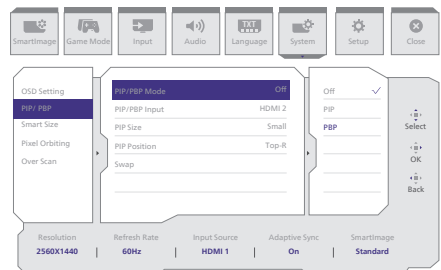 TXT
SmartImage Game Mode Input Audio Language System Setup Close
OSD Setting
PIP/ PBP
Smart Size
Pixel Orbiting
Over Scan
PIP/PBP Mode Off
PIP/PBP Input HDMI 2
PIP Size Small
PIP Position Top-R
Swap
Off
PIP
PBP
Select
OK
Back
Resolution Refresh Rate Input Source Adaptive Sync SmartImage
2560X1440 | 60Hz | HDMI 1 | On | Standard